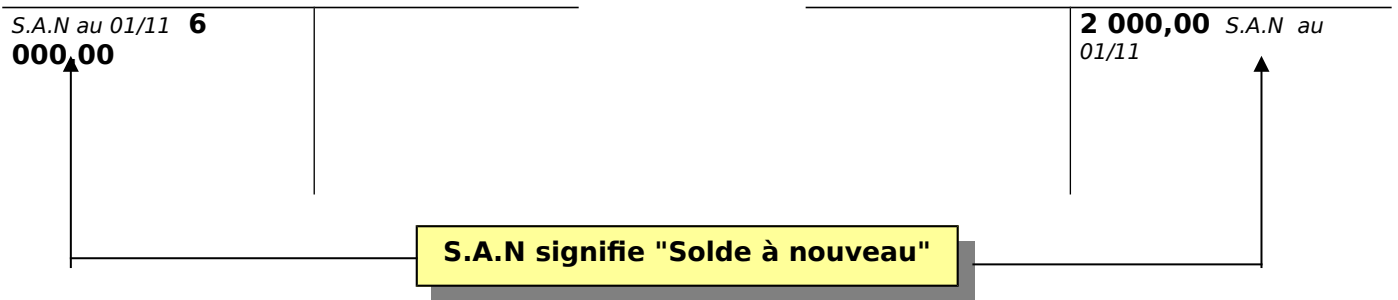 S.A.N au 01/11 6
000,00
2 000,00 S.A.N au
01/11
S.A.N signifie "Solde à nouveau"